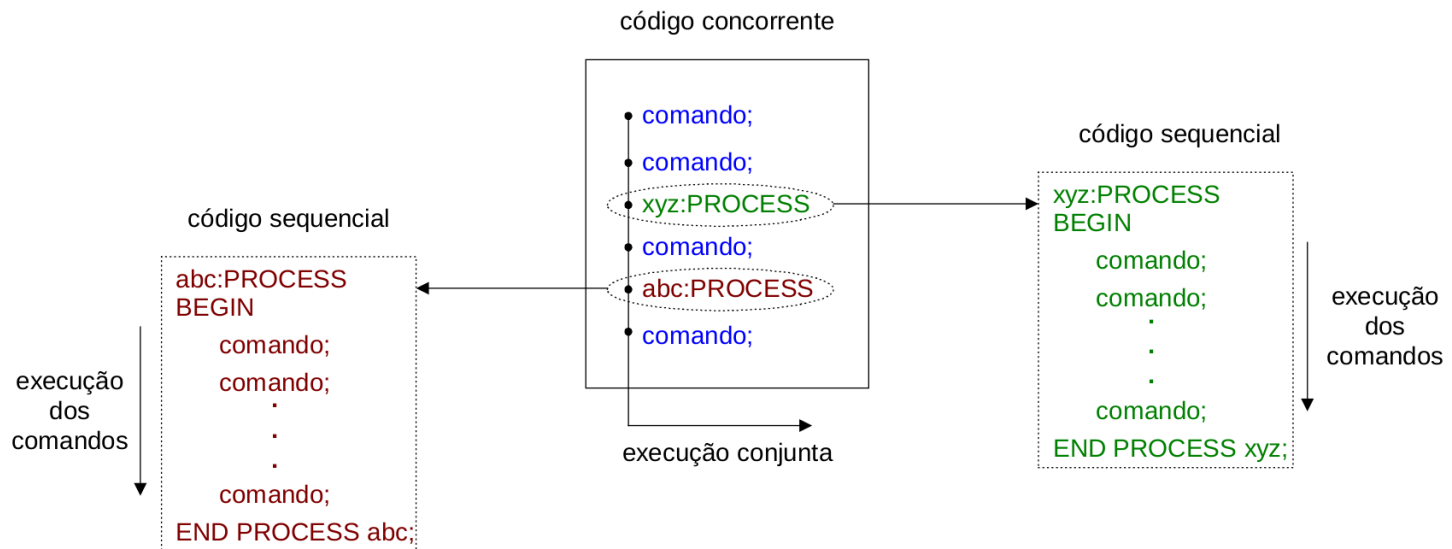 código concorrente
comando;
comando;
xyz:PROCESS
comando;
abc:PROCESS
comando;
execução conjunta
código sequencial
xyz:PROCESS
BEGIN
comando;
comando;
.
.
.
comando;
END PROCESS xyz;
execução
dos
comandos
código sequencial
abc:PROCESS
BEGIN
comando;
comando;
.
.
.
comando;
END PROCESS abc;
execução
dos
comandos